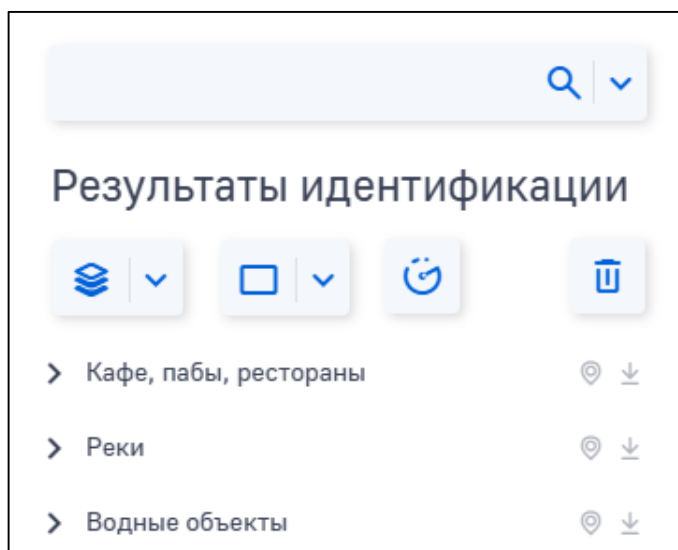 Результаты идентификации
Кафе, пабы, рестораны
Реки
Водные объекты